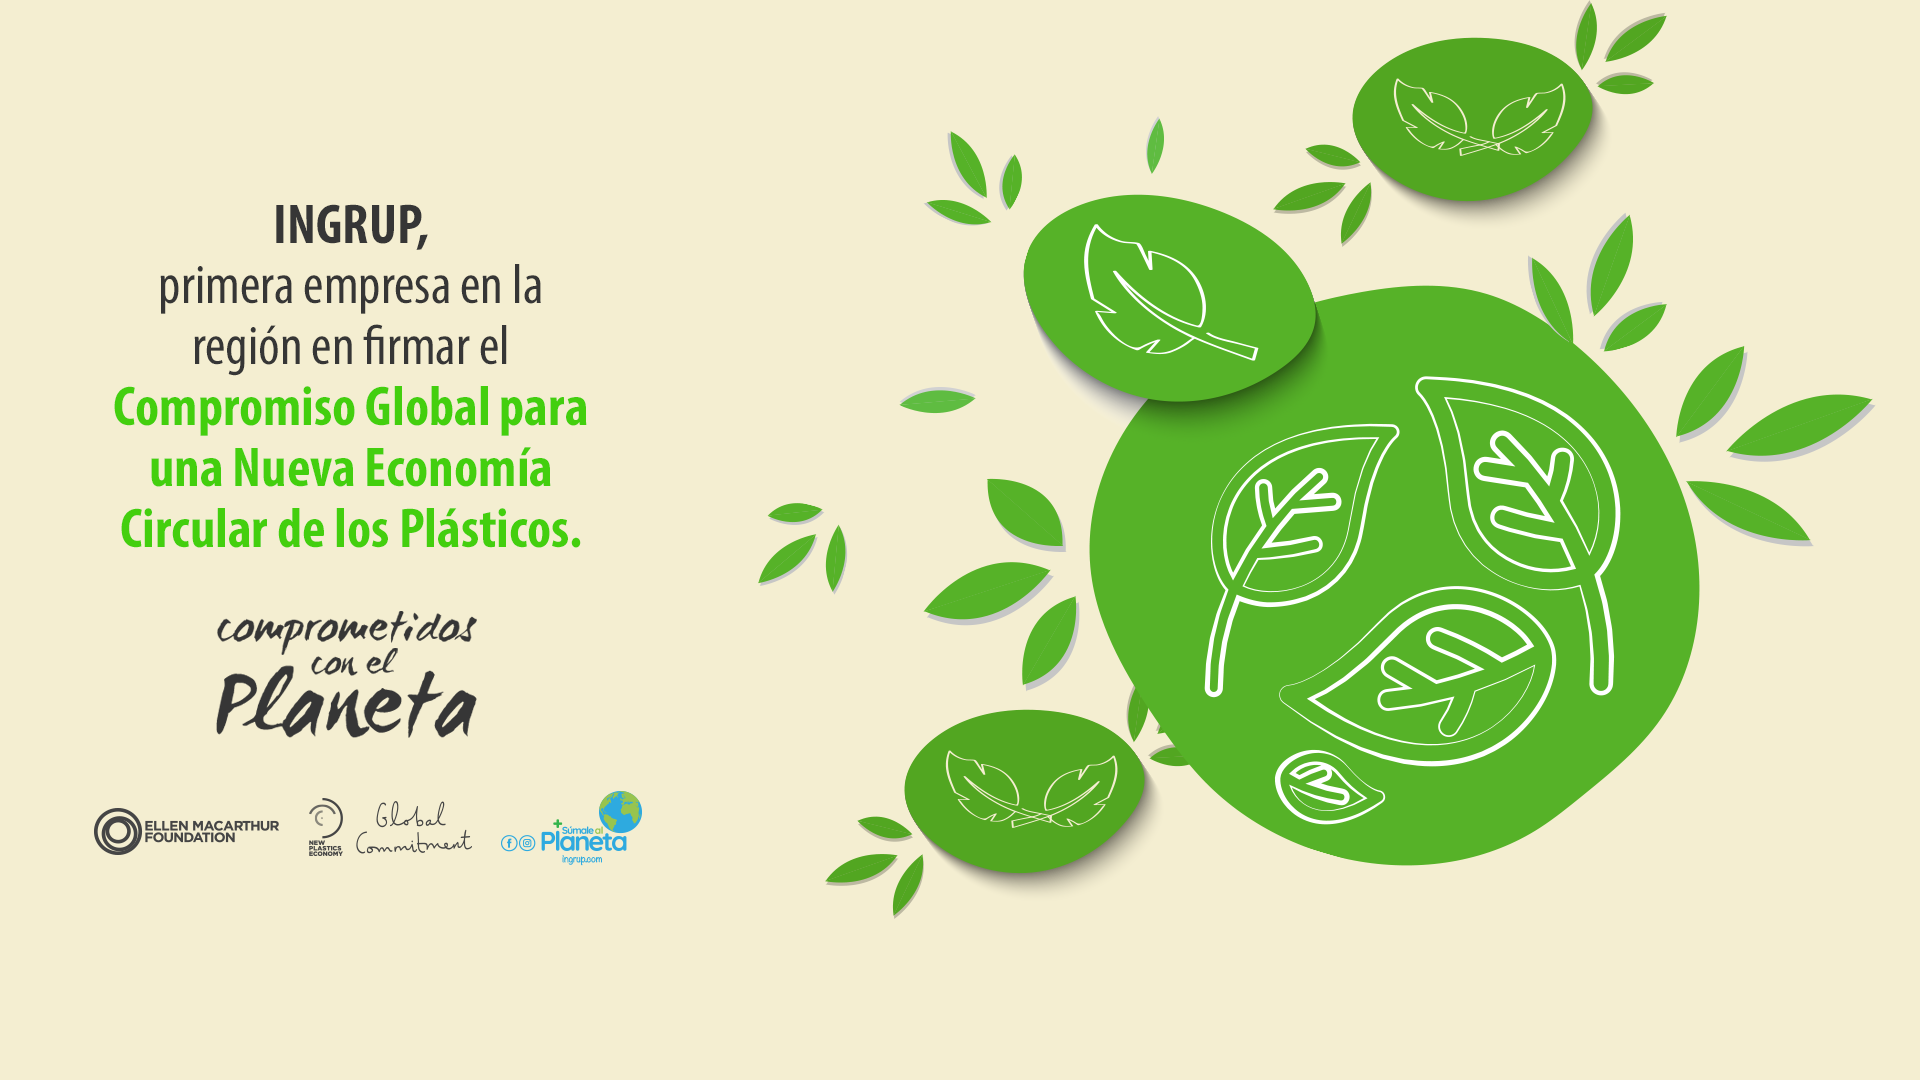 INGRUP,
primera empresa en la
región en firmar el
Compromiso Global para
una Nueva Economía
Circular de los Plásticos.
comprometidos
con el
Planeta
ELLEN MACARTHUR
FOUNDATION
NEW
PLASTICS
ECONOMY
Global
Commitment
+
Súmale al
Planeta
ingrup.com